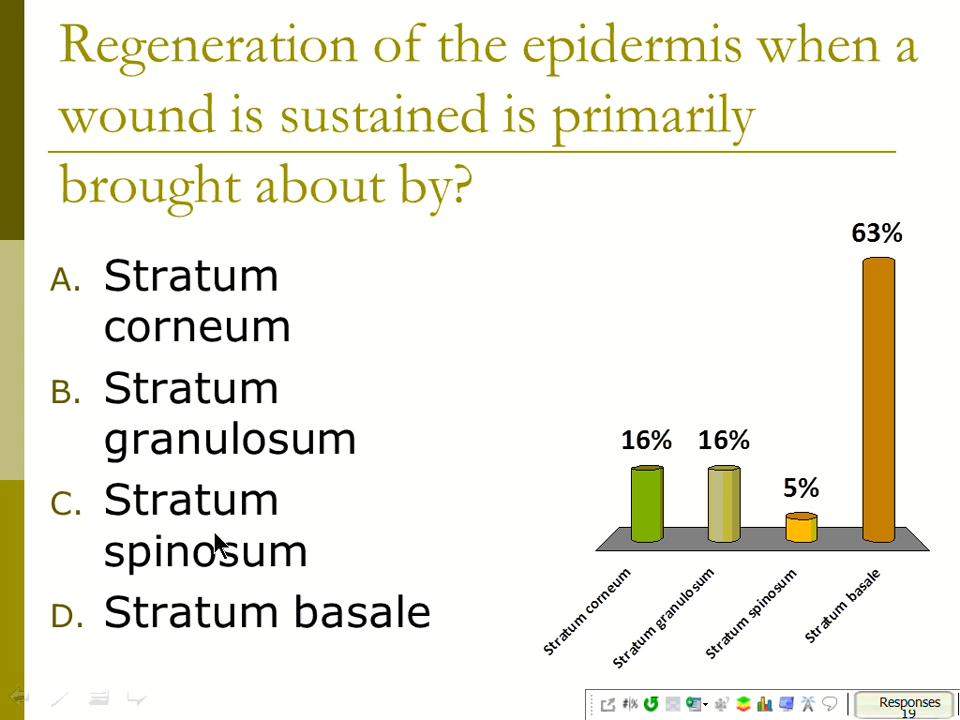 Regeneration of the epidermis when a
wound is sustained is primarily
brought about by?
A. Stratum
corneum
B. Stratum
granulosum
C. Stratum
spinosum
D. Stratum basale
63%
16%
16%
5%
Stratum corneum
Stratum granulosum
Stratum spinosum
Stratum basale
Responses
19